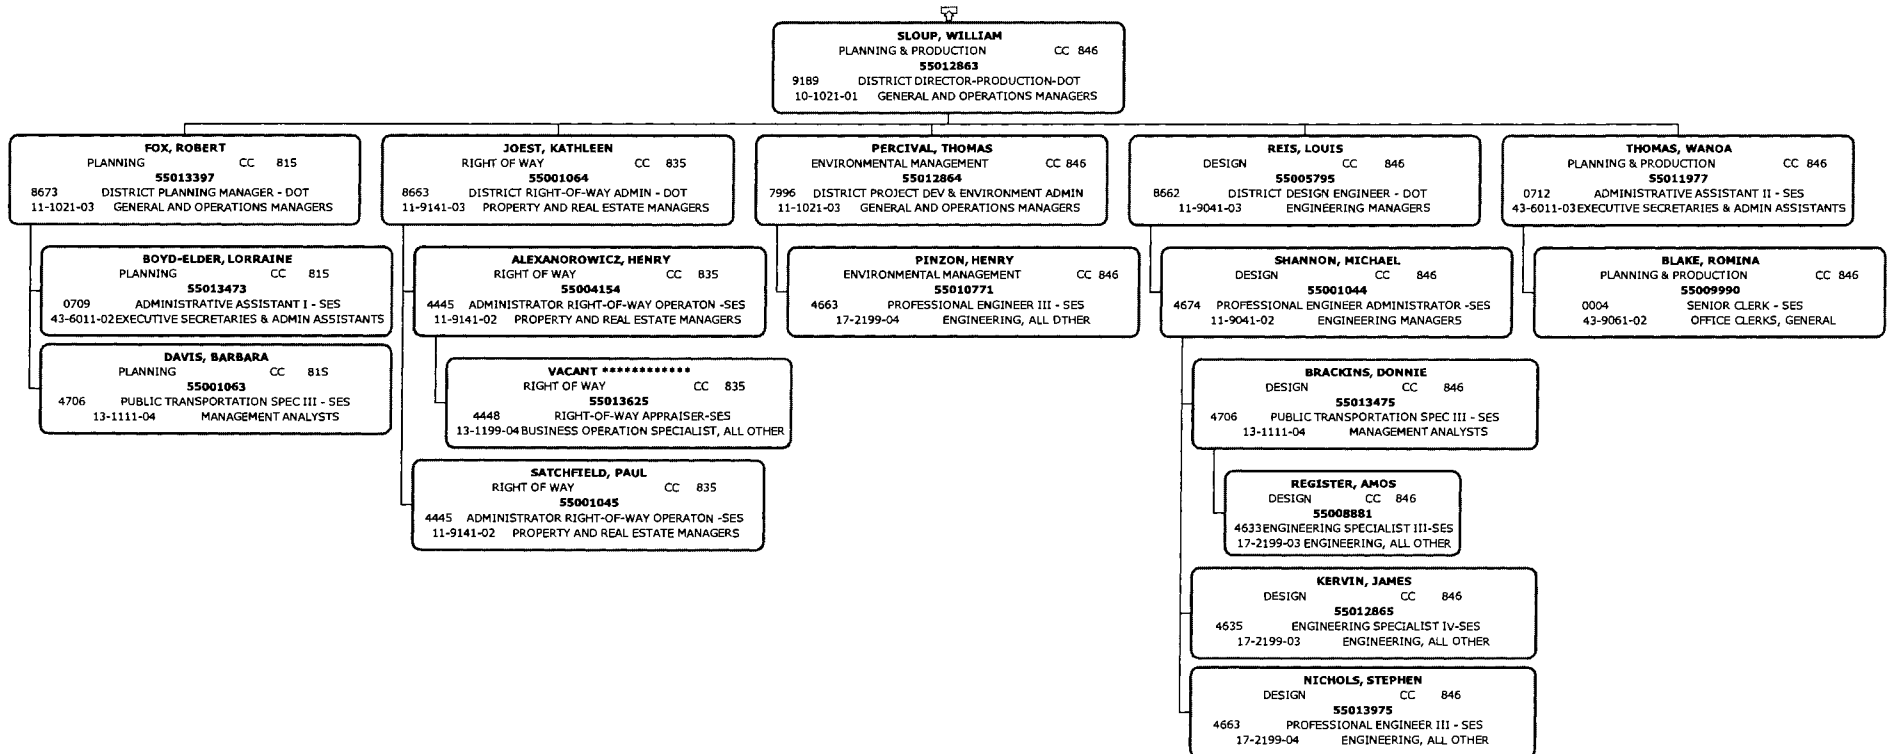 SLOUP, WILLIAM
PLANNING & PRODUCTION CC 846
55012863
9189 DISTRICT DIRECTOR-PRODUCTION-DOT
10-1021-01 GENERAL AND OPERATIONS MANAGERS
FOX, ROBERT
PLANNING CC 815
55013397
8673 DISTRICT PLANNING MANAGER - DOT
11-1021-03 GENERAL AND OPERATIONS MANAGERS
BOYD-ELDER, LORRAINE
PLANNING CC 815
55013473
0709 ADMINISTRATIVE ASSISTANT I - SES
43-6011-02 EXECUTIVE SECRETARIES & ADMIN ASSISTANTS
DAVIS, BARBARA
PLANNING CC 81S
55001063
4706 PUBLIC TRANSPORTATION SPEC III - SES
13-1111-04 MANAGEMENT ANALYSTS
JOEST, KATHLEEN
RIGHT OF WAY CC 835
55001064
8663 DISTRICT RIGHT-OF-WAY ADMIN - DOT
11-9141-03 PROPERTY AND REAL ESTATE MANAGERS
ALEXANOROWICZ, HENRY
RIGHT OF WAY CC 835
55004154
4445 ADMINISTRATOR RIGHT-OF-WAY OPERATON -SES
11-9141-02 PROPERTY AND REAL ESTATE MANAGERS
VACANT ************
RIGHT OF WAY CC 835
55013625
4448 RIGHT-OF-WAY APPRAISER-SES
13-1199-04 BUSINESS OPERATION SPECIALIST, ALL OTHER
SATCHFIELD, PAUL
RIGHT OF WAY CC 835
55001045
4445 ADMINISTRATOR RIGHT-OF-WAY OPERATON -SES
11-9141-02 PROPERTY AND REAL ESTATE MANAGERS
PERCIVAL, THOMAS
ENVIRONMENTAL MANAGEMENT CC 846
55012864
7996 DISTRICT PROJECT DEV & ENVIRONMENT ADMIN
11-1021-03 GENERAL AND OPERATIONS MANAGERS
PINZON, HENRY
ENVIRONMENTAL MANAGEMENT CC 846
55010771
4663 PROFESSIONAL ENGINEER III - SES
17-2199-04 ENGINEERING, ALL DTHER
REIS, LOUIS
DESIGN CC 846
55005795
8662 DISTRICT DESIGN ENGINEER - DOT
11-9041-03 ENGINEERING MANAGERS
SHANNON, MICHAEL
DESIGN CC 846
55001044
4674 PROFESSIONAL ENGINEER ADMINISTRATOR -SES
11-9041-02 ENGINEERING MANAGER5
BRACKINS, DONNIE
DESIGN CC 846
55013475
4706 PUBLIC TRANSPORTATION SPEC III - SES
13-1111-04 MANAGEMENT ANALYSTS
REGISTER, AMOS
DESIGN CC 846
55008881
4633 ENGINEERING SPECIALIST III-SES
17-2199-03 ENGINEERING, ALL OTHER
KERVIN, JAMES
DESIGN CC 846
55012865
4635 ENGINEERING SPECIALIST IV-SES
17-2199-03 ENGINEERING, ALL OTHER
NICHOLS, STEPHEN
DESIGN CC 846
55013975
4663 PROFESSIONAL ENGINEER III - SES
17-2199-04 ENGINEERING, ALL OTHER
THOMAS, WANOA
PLANNING & PRODUCTION CC 846
55011977
0712 ADMINISTRATIVE ASSISTANT II - SES
43-6011-03 EXECUTIVE SECRETARIES & ADMIN ASSISTANTS
BLAKE, ROMINA
PLANNING & PRODUCTION CC 846
55009990
0004 SENIOR CLERK - SES
43-9061-02 OFFICE CLERKS, GENERAL